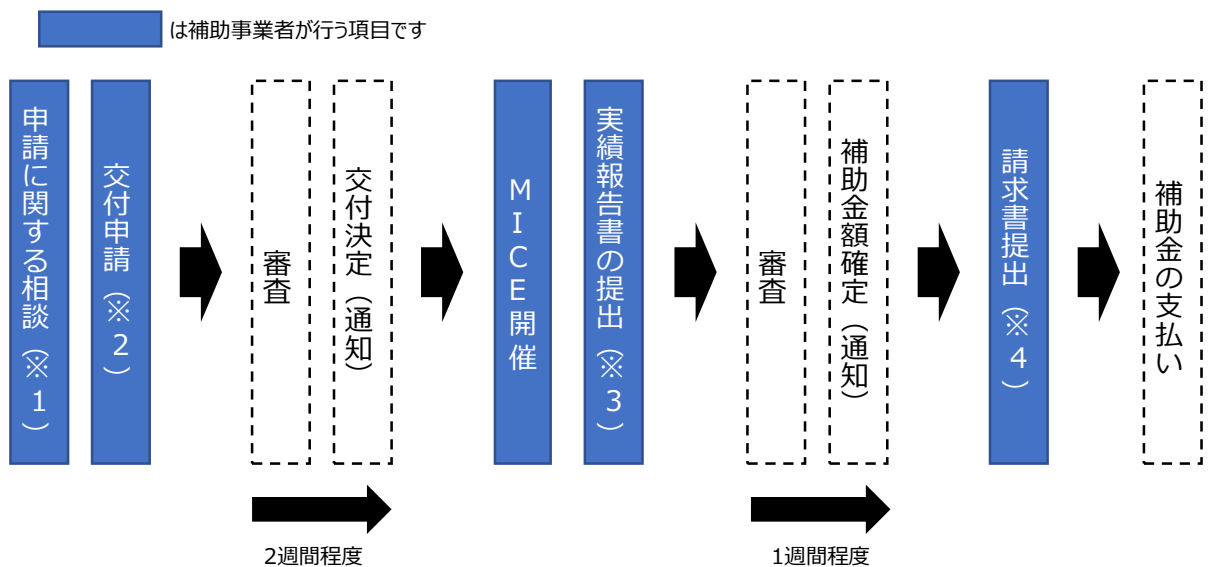 は補助事業者が行う項目です
申請に関する相談（※1）
交付申請（※2）
審査
交付決定（通知）
MICE開催
実績報告書の提出（※3）
審査
補助金額確定（通知）
請求書提出（※4）
補助金の支払い
2週間程度
1週間程度